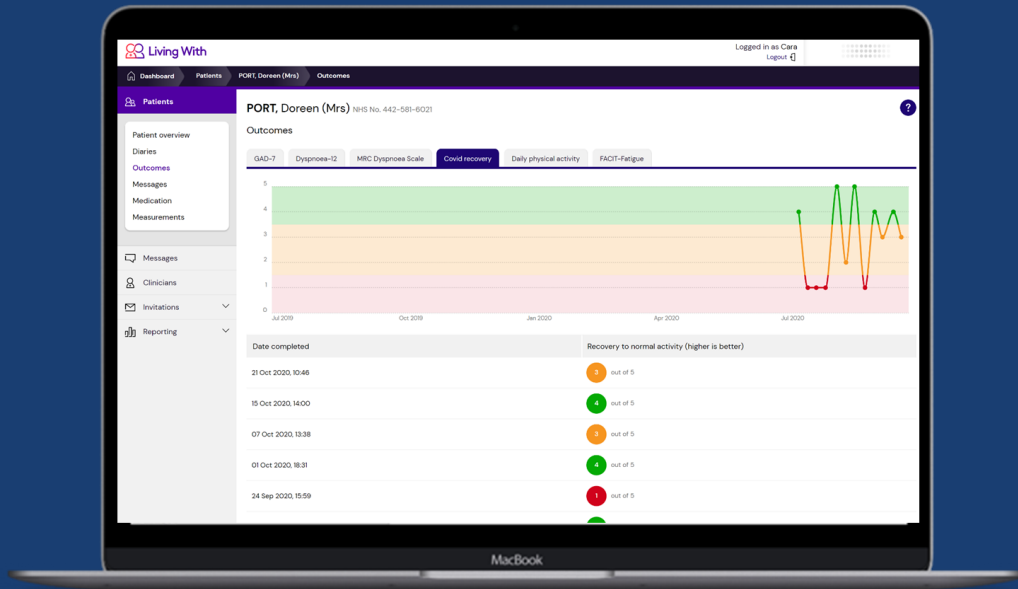 Living With
Logged in as Cara
Logout
Dashboard Patients PORT, Doreen (Mrs) Outcomes
Patients
Patient overview
Diaries
Outcomes
Messages
Medication
Measurements
Messages
Clinicians
Invitations
Reporting
PORT, Doreen (Mrs) NHS No. 442-581-6021
?
Outcomes
GAD-7 Dyspnoea-12 MRC Dyspnoea Scale Covid recovery Daily physical activity FACIT-Fatigue
5
4
3
2
1
0
Jul 2019 Oct 2019 Jan 2020 Apr 2020 Jul 2020
Date completed Recovery to normal activity (higher is better)
21 Oct 2020, 10:46 3 out of 5
15 Oct 2020, 14:00 4 out of 5
07 Oct 2020, 13:38 3 out of 5
01 Oct 2020, 18:31 4 out of 5
24 Sep 2020, 15:59 1 out of 5
MacBook